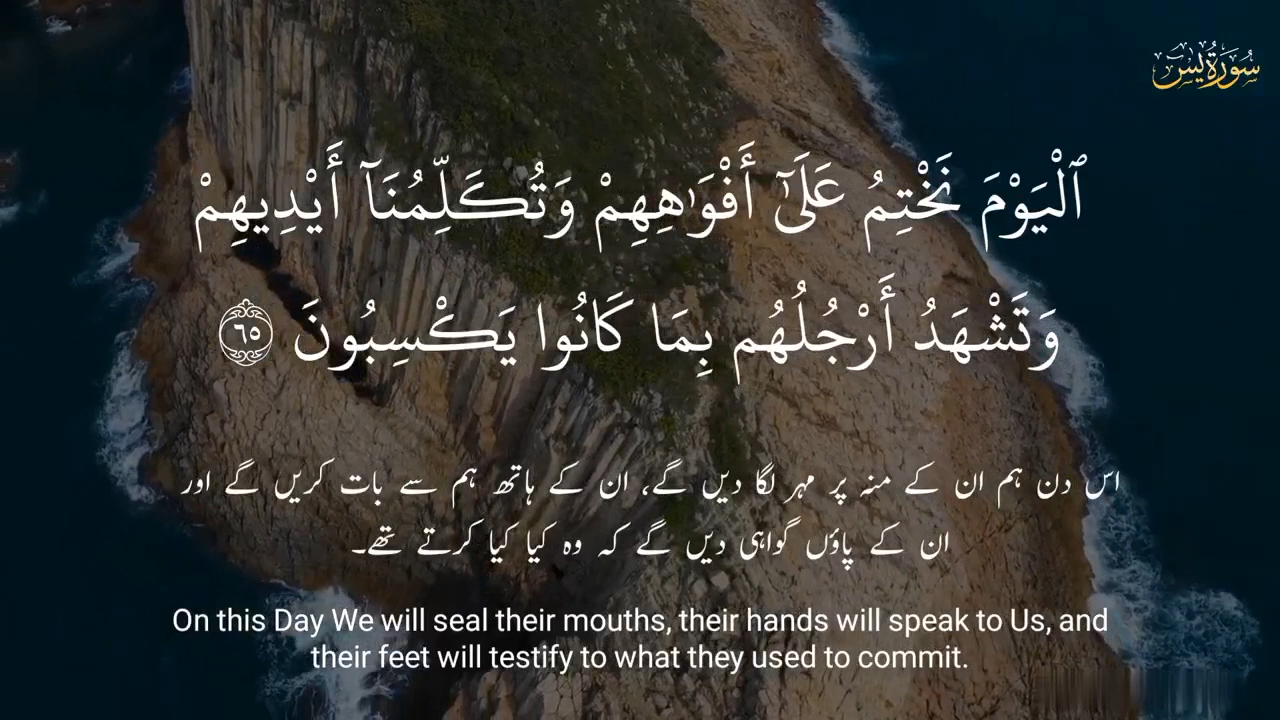 سُورَةُ يس
ٱلْيَوْمَ نَخْتِمُ عَلَىٰٓ أَفْوَٰهِهِمْ وَتُكَلِّمُنَآ أَيْدِيهِمْ
وَتَشْهَدُ أَرْجُلُهُم بِمَا كَانُوا يَكْسِبُونَ ٦٥
اس دن ہم ان کے منہ پر مہر لگا دیں گے، ان کے ہاتھ ہم سے بات کریں گے اور
ان کے پاؤں گواہی دیں گے کہ وہ کیا کیا کرتے تھے۔
On this Day We will seal their mouths, their hands will speak to Us, and
their feet will testify to what they used to commit.